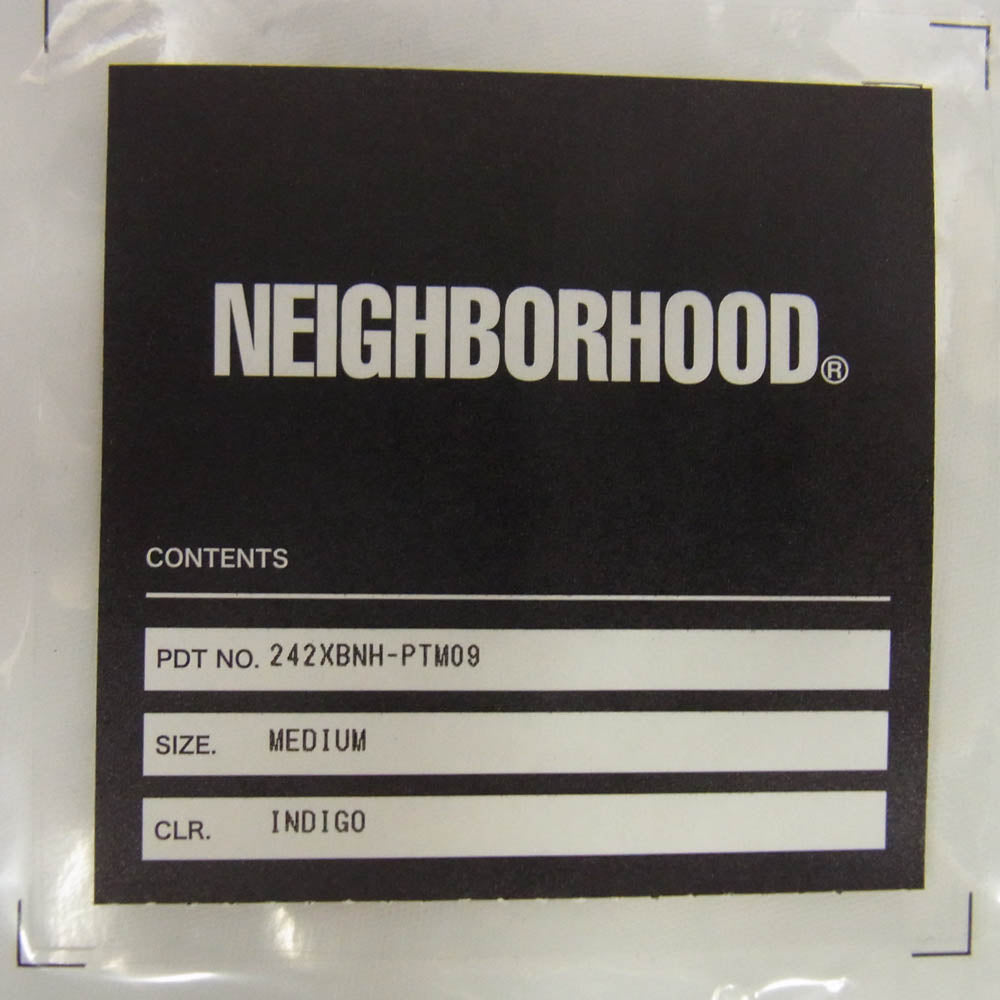 NEIGHBORHOOD®
CONTENTS
PDT NO. 242XBNH-PTM09
SIZE. MEDIUM
CLR. INDIGO